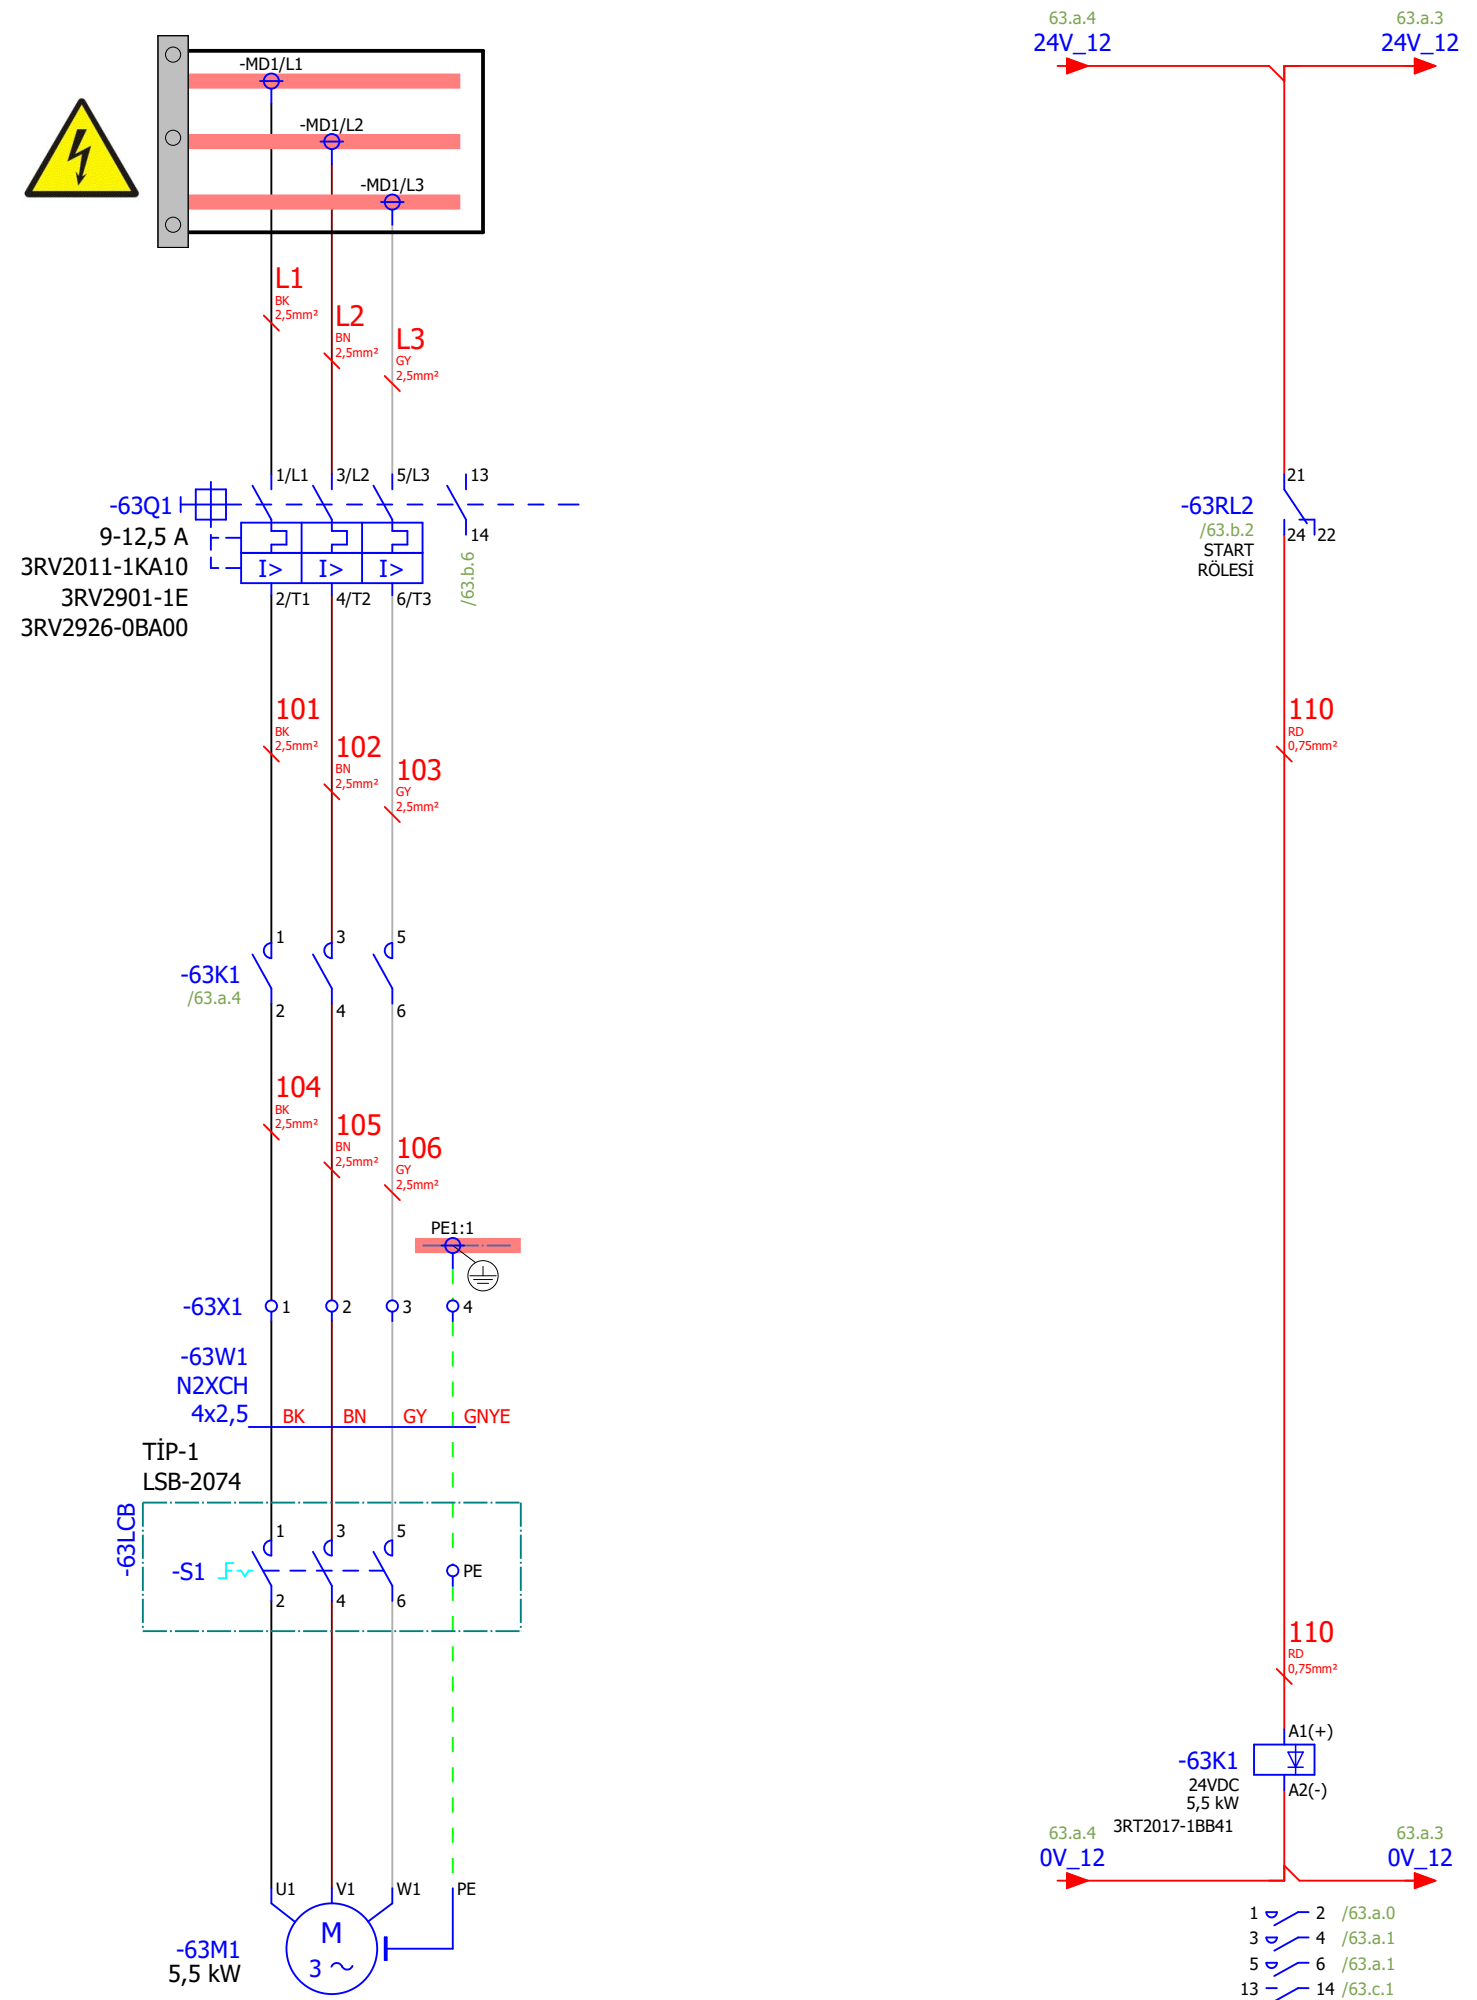 63.a.4
24V_12
63.a.3
24V_12
-MD1/L1
-MD1/L2
-MD1/L3
L1
BK
2,5mm²
L2
BN
2,5mm²
L3
GY
2,5mm²
1/L1
3/L2
5/L3
13
-63Q1
9-12,5 A
14
3RV2011-1KA10
I>
I>
I>
3RV2901-1E
2/T1
4/T2
6/T3
/63.b.6
3RV2926-0BA00
21
-63RL2
/63.b.2
24
22
START
RÖLESİ
101
BK
2,5mm²
102
BN
2,5mm²
103
GY
2,5mm²
110
RD
0,75mm²
1
3
5
-63K1
/63.a.4
2
4
6
104
BK
2,5mm²
105
BN
2,5mm²
106
GY
2,5mm²
PE1:1
-63X1
1
2
3
4
-63W1
N2XCH
4x2,5
BK
BN
GY
GNYE
TİP-1
LSB-2074
-63LCB
1
3
5
-S1
PE
2
4
6
110
RD
0,75mm²
A1(+)
-63K1
24VDC
A2(-)
5,5 kW
3RT2017-1BB41
63.a.4
0V_12
63.a.3
0V_12
U1
V1
W1
PE
M
3
-63M1
5,5 kW
1 2 /63.a.0
3 4 /63.a.1
5 6 /63.a.1
13 14 /63.c.1